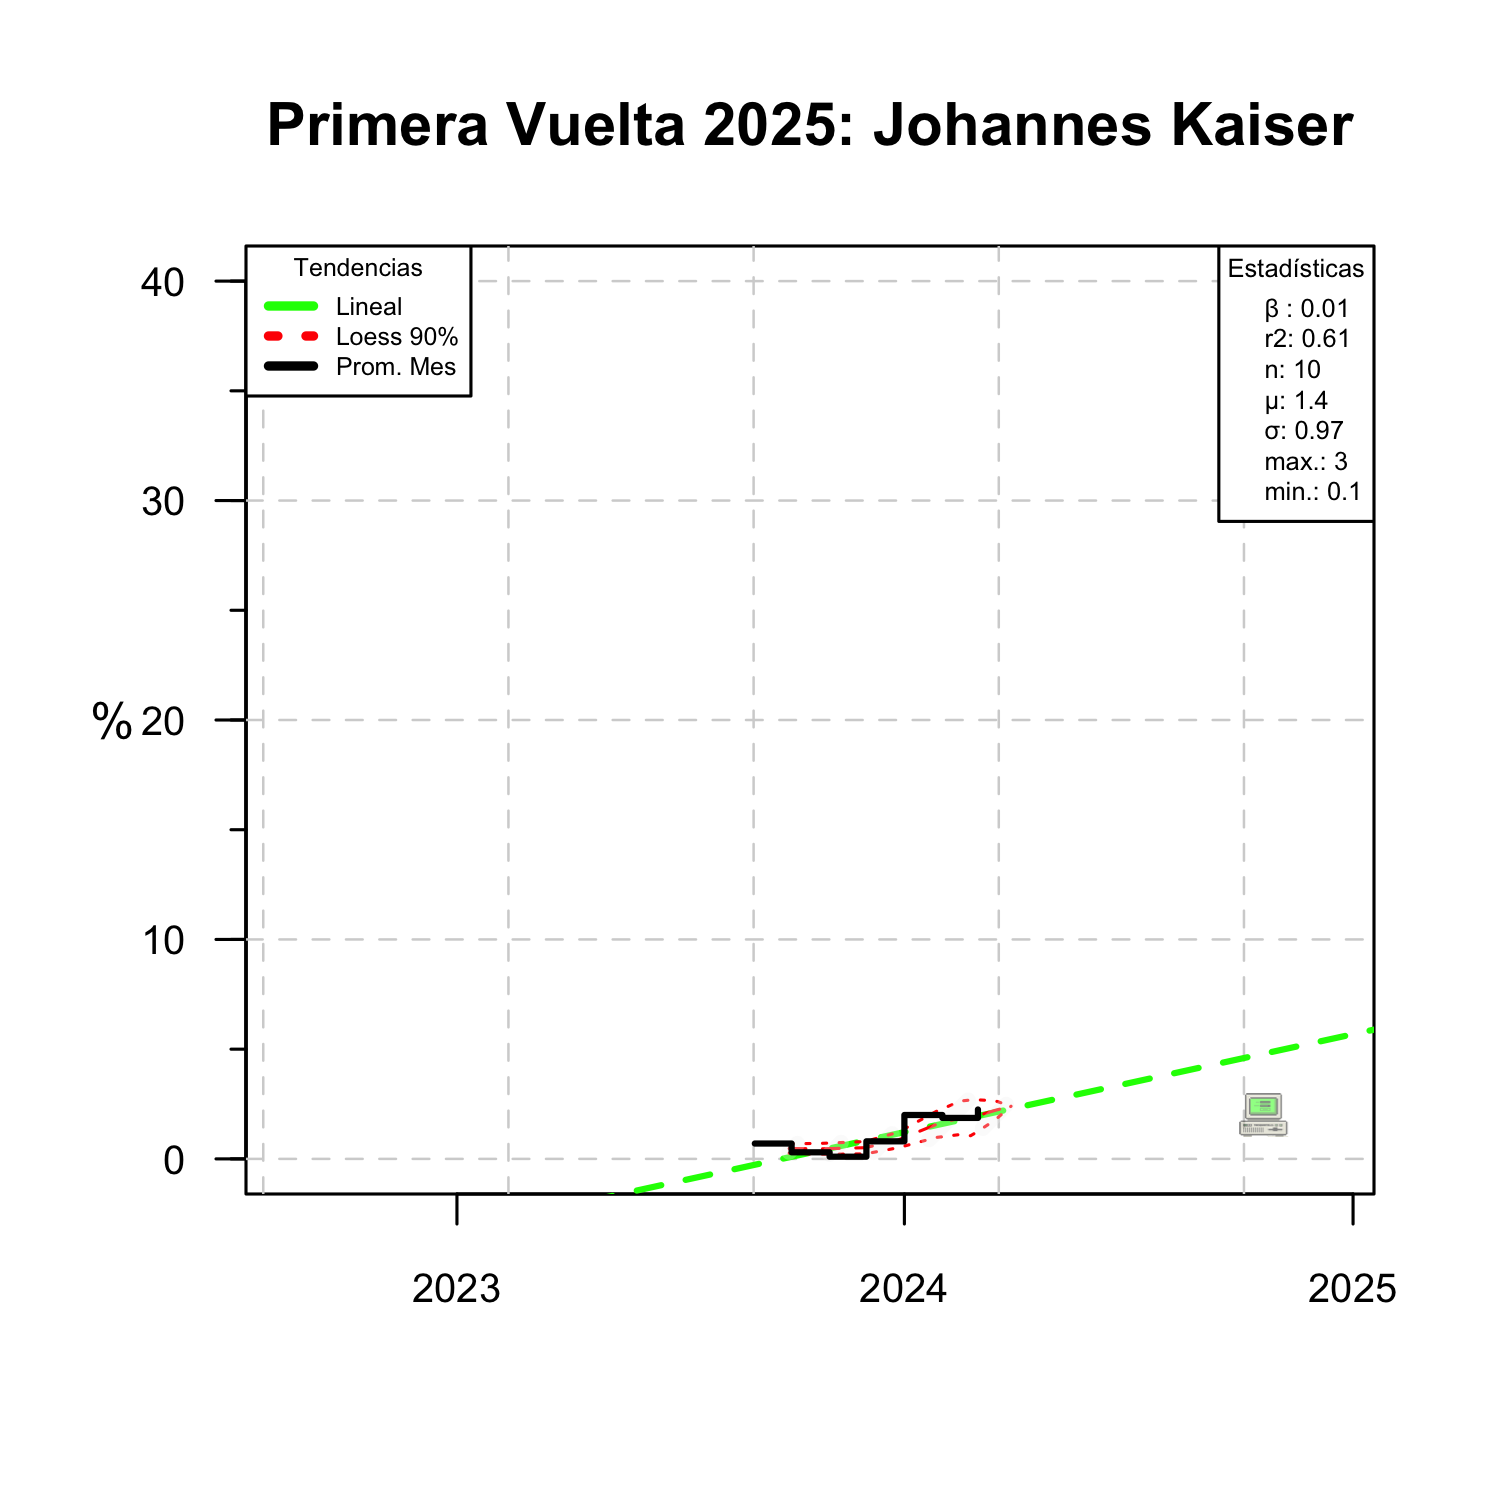 Primera Vuelta 2025: Johannes Kaiser
Tendencias
Lineal
Loess 90%
Prom. Mes
Estadísticas
β : 0.01
r2: 0.61
n: 10
μ: 1.4
σ: 0.97
max.: 3
min.: 0.1
40
30
% 20
10
0
2023
2024
2025